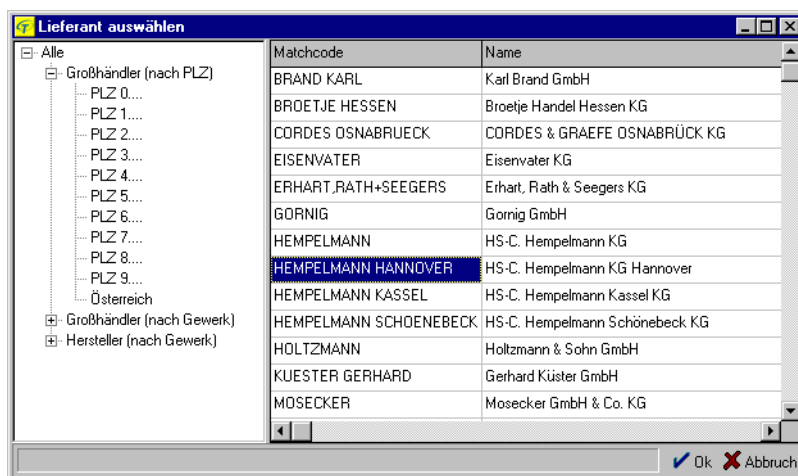 Lieferant auswählen
Alle
Großhändler (nach PLZ)
PLZ 0....
PLZ 1....
PLZ 2....
PLZ 3....
PLZ 4....
PLZ 5....
PLZ 6....
PLZ 7....
PLZ 8....
PLZ 9....
Österreich
Großhändler (nach Gewerk)
Hersteller (nach Gewerk)
Matchcode Name
BRAND KARL Karl Brand GmbH
BROETJE HESSEN Broetje Handel Hessen KG
CORDES OSNABRUECK CORDES & GRAEFE OSNABRÜCK KG
EISENVATER Eisenvater KG
ERHART,RATH+SEEGERS Erhart, Rath & Seegers KG
GORNIG Gornig GmbH
HEMPELMANN HS-C. Hempelmann KG
HEMPELMANN HANNOVER HS-C. Hempelmann KG Hannover
HEMPELMANN KASSEL HS-C. Hempelmann Kassel KG
HEMPELMANN SCHOENEBECK HS-C. Hempelmann Schönebeck KG
HOLTZMANN Holtzmann & Sohn GmbH
KUESTER GERHARD Gerhard Küster GmbH
MOSECKER Mosecker GmbH & Co. KG
Ok Abbruch